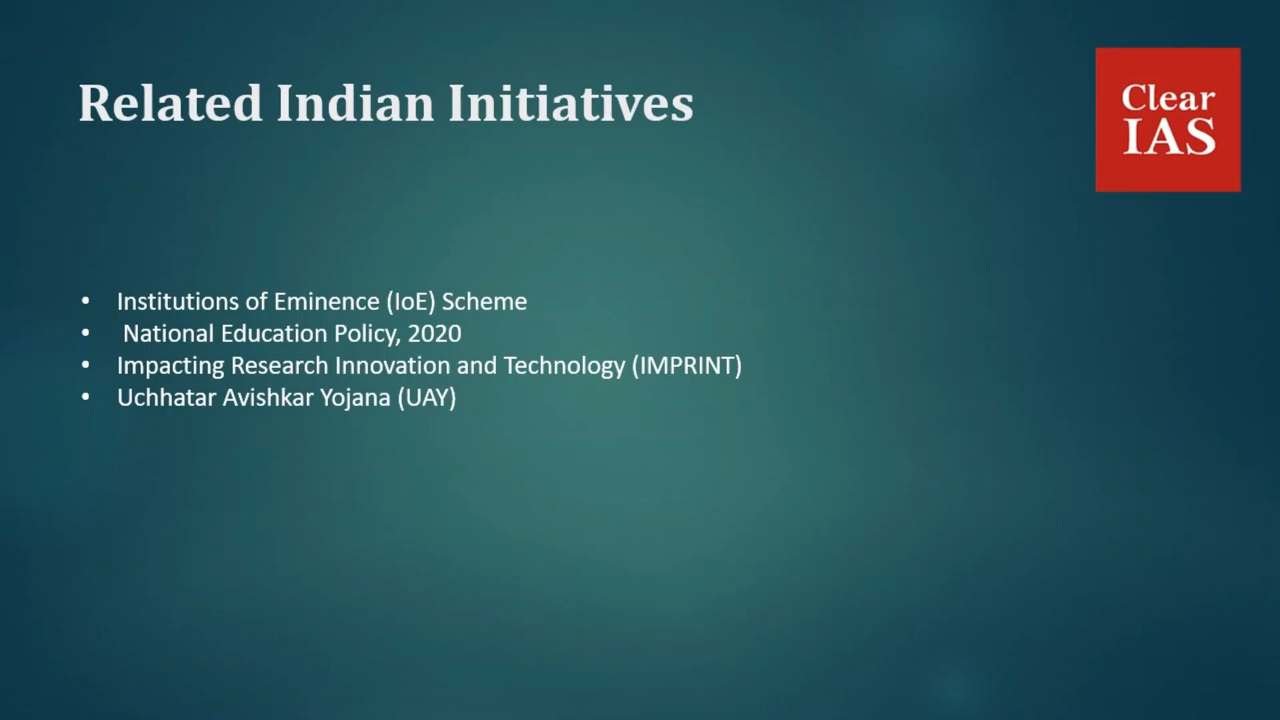 Related Indian Initiatives
Clear
IAS
• Institutions of Eminence (IoE) Scheme
• National Education Policy, 2020
• Impacting Research Innovation and Technology (IMPRINT)
• Uchhatar Avishkar Yojana (UAY)